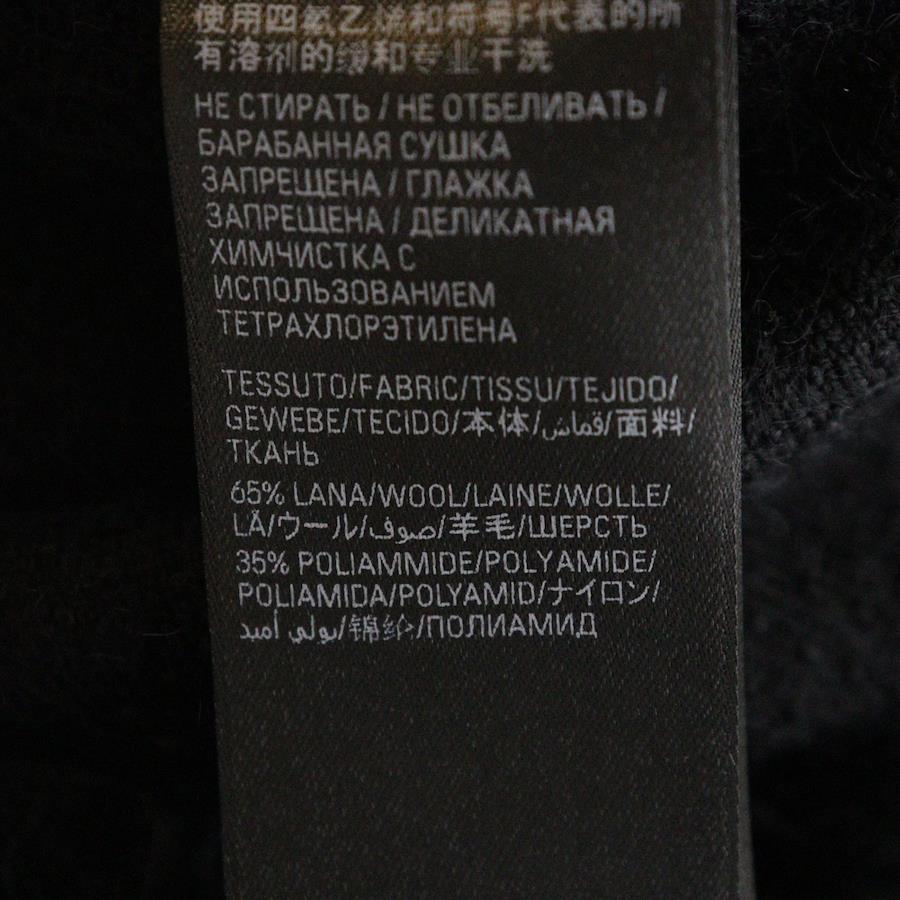 使用四氯乙烯和符号F代表的所
有溶剂的缓和专业干洗
НЕ СТИРАТЬ / НЕ ОТБЕЛИВАТЬ /
БАРАБАННАЯ СУШКА
ЗАПРЕЩЕНА / ГЛАЖКА
ЗАПРЕЩЕНА / ДЕЛИКАТНАЯ
ХИМЧИСТКА С
ИСПОЛЬЗОВАНИЕМ
ТЕТРАХЛОРЭТИЛЕНА
TESSUTO/FABRIC/TISSU/TEJIDO/
GEWEBE/TECIDO/本体/قماش/面料/
ТКАНЬ
65% LANA/WOOL/LAINE/WOLLE/
LÃ/ウール/صوف/羊毛/ШЕРСТЬ
35% POLIAMMIDE/POLYAMIDE/
POLIAMIDA/POLYAMID/ナイロン/
بولي أميد/锦纶/ПОЛИАМИД